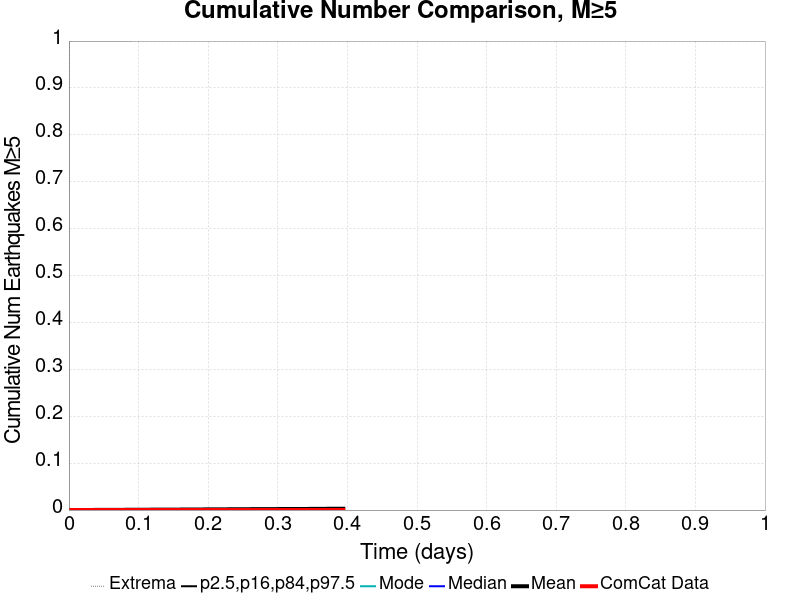 Cumulative Number Comparison, M≥5
Cumulative Num Earthquakes M≥5
1
0.9
0.8
0.7
0.6
0.5
0.4
0.3
0.2
0.1
0
0 0.1 0.2 0.3 0.4 0.5 0.6 0.7 0.8 0.9 1
Time (days)
Extrema p2.5,p16,p84,p97.5 Mode Median Mean ComCat Data